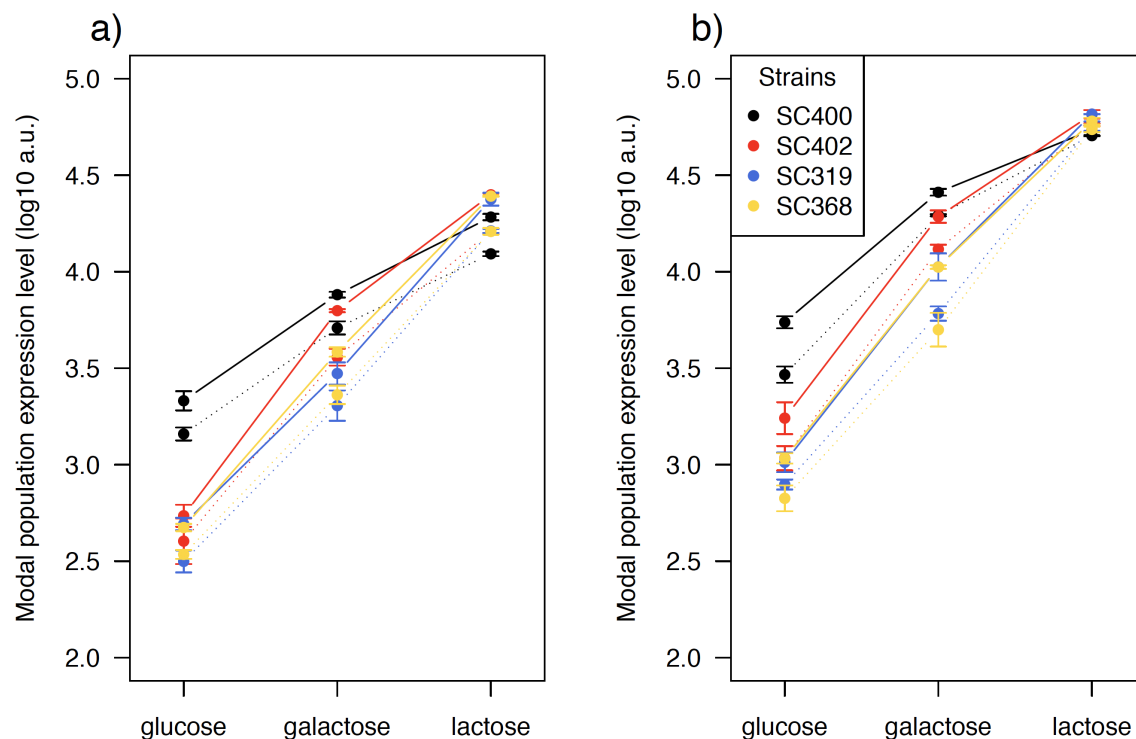 a)
Modal population expression level (log10 a.u.)
5.0
4.5
4.0
3.5
3.0
2.5
2.0
glucose galactose lactose
b)
Modal population expression level (log10 a.u.)
5.0
4.5
4.0
3.5
3.0
2.5
2.0
Strains
SC400
SC402
SC319
SC368
glucose galactose lactose